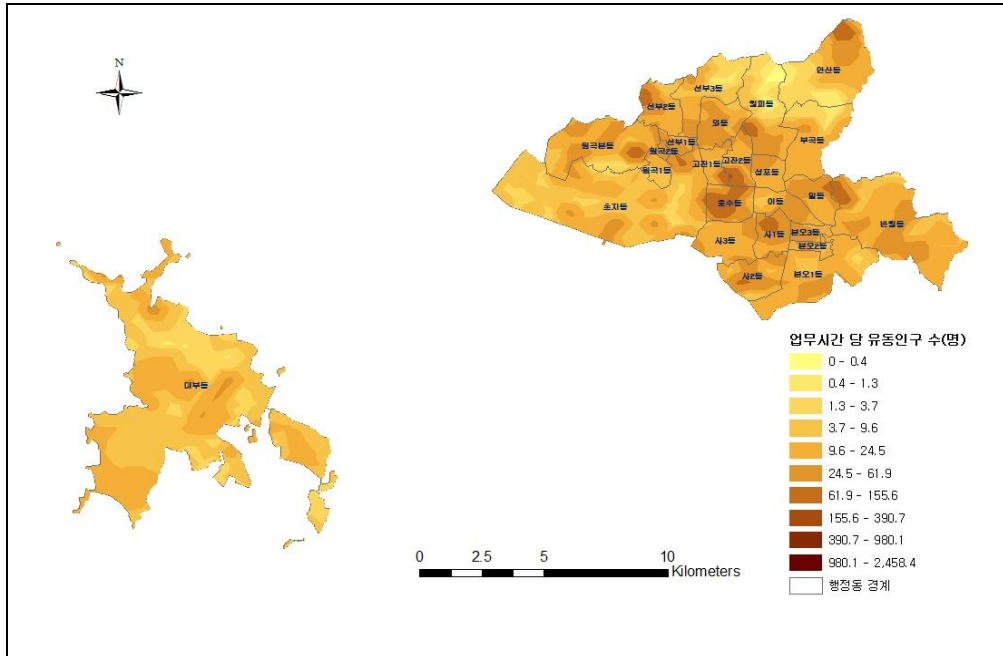 N
안산동
선부3동
월피동
선부2동
와동
부곡동
원곡본동
선부1동
원곡2동
고잔1동
고잔2동
원곡1동
성포동
초지동
호수동
이동
일동
반월동
사1동
본오3동
사3동
본오2동
사2동
본오1동
대부동
업무시간 당 유동인구 수(명)
0 - 0.4
0.4 - 1.3
1.3 - 3.7
3.7 - 9.6
9.6 - 24.5
24.5 - 61.9
61.9 - 155.6
155.6 - 390.7
390.7 - 980.1
980.1 - 2,458.4
행정동 경계
0 2.5 5 10
Kilometers